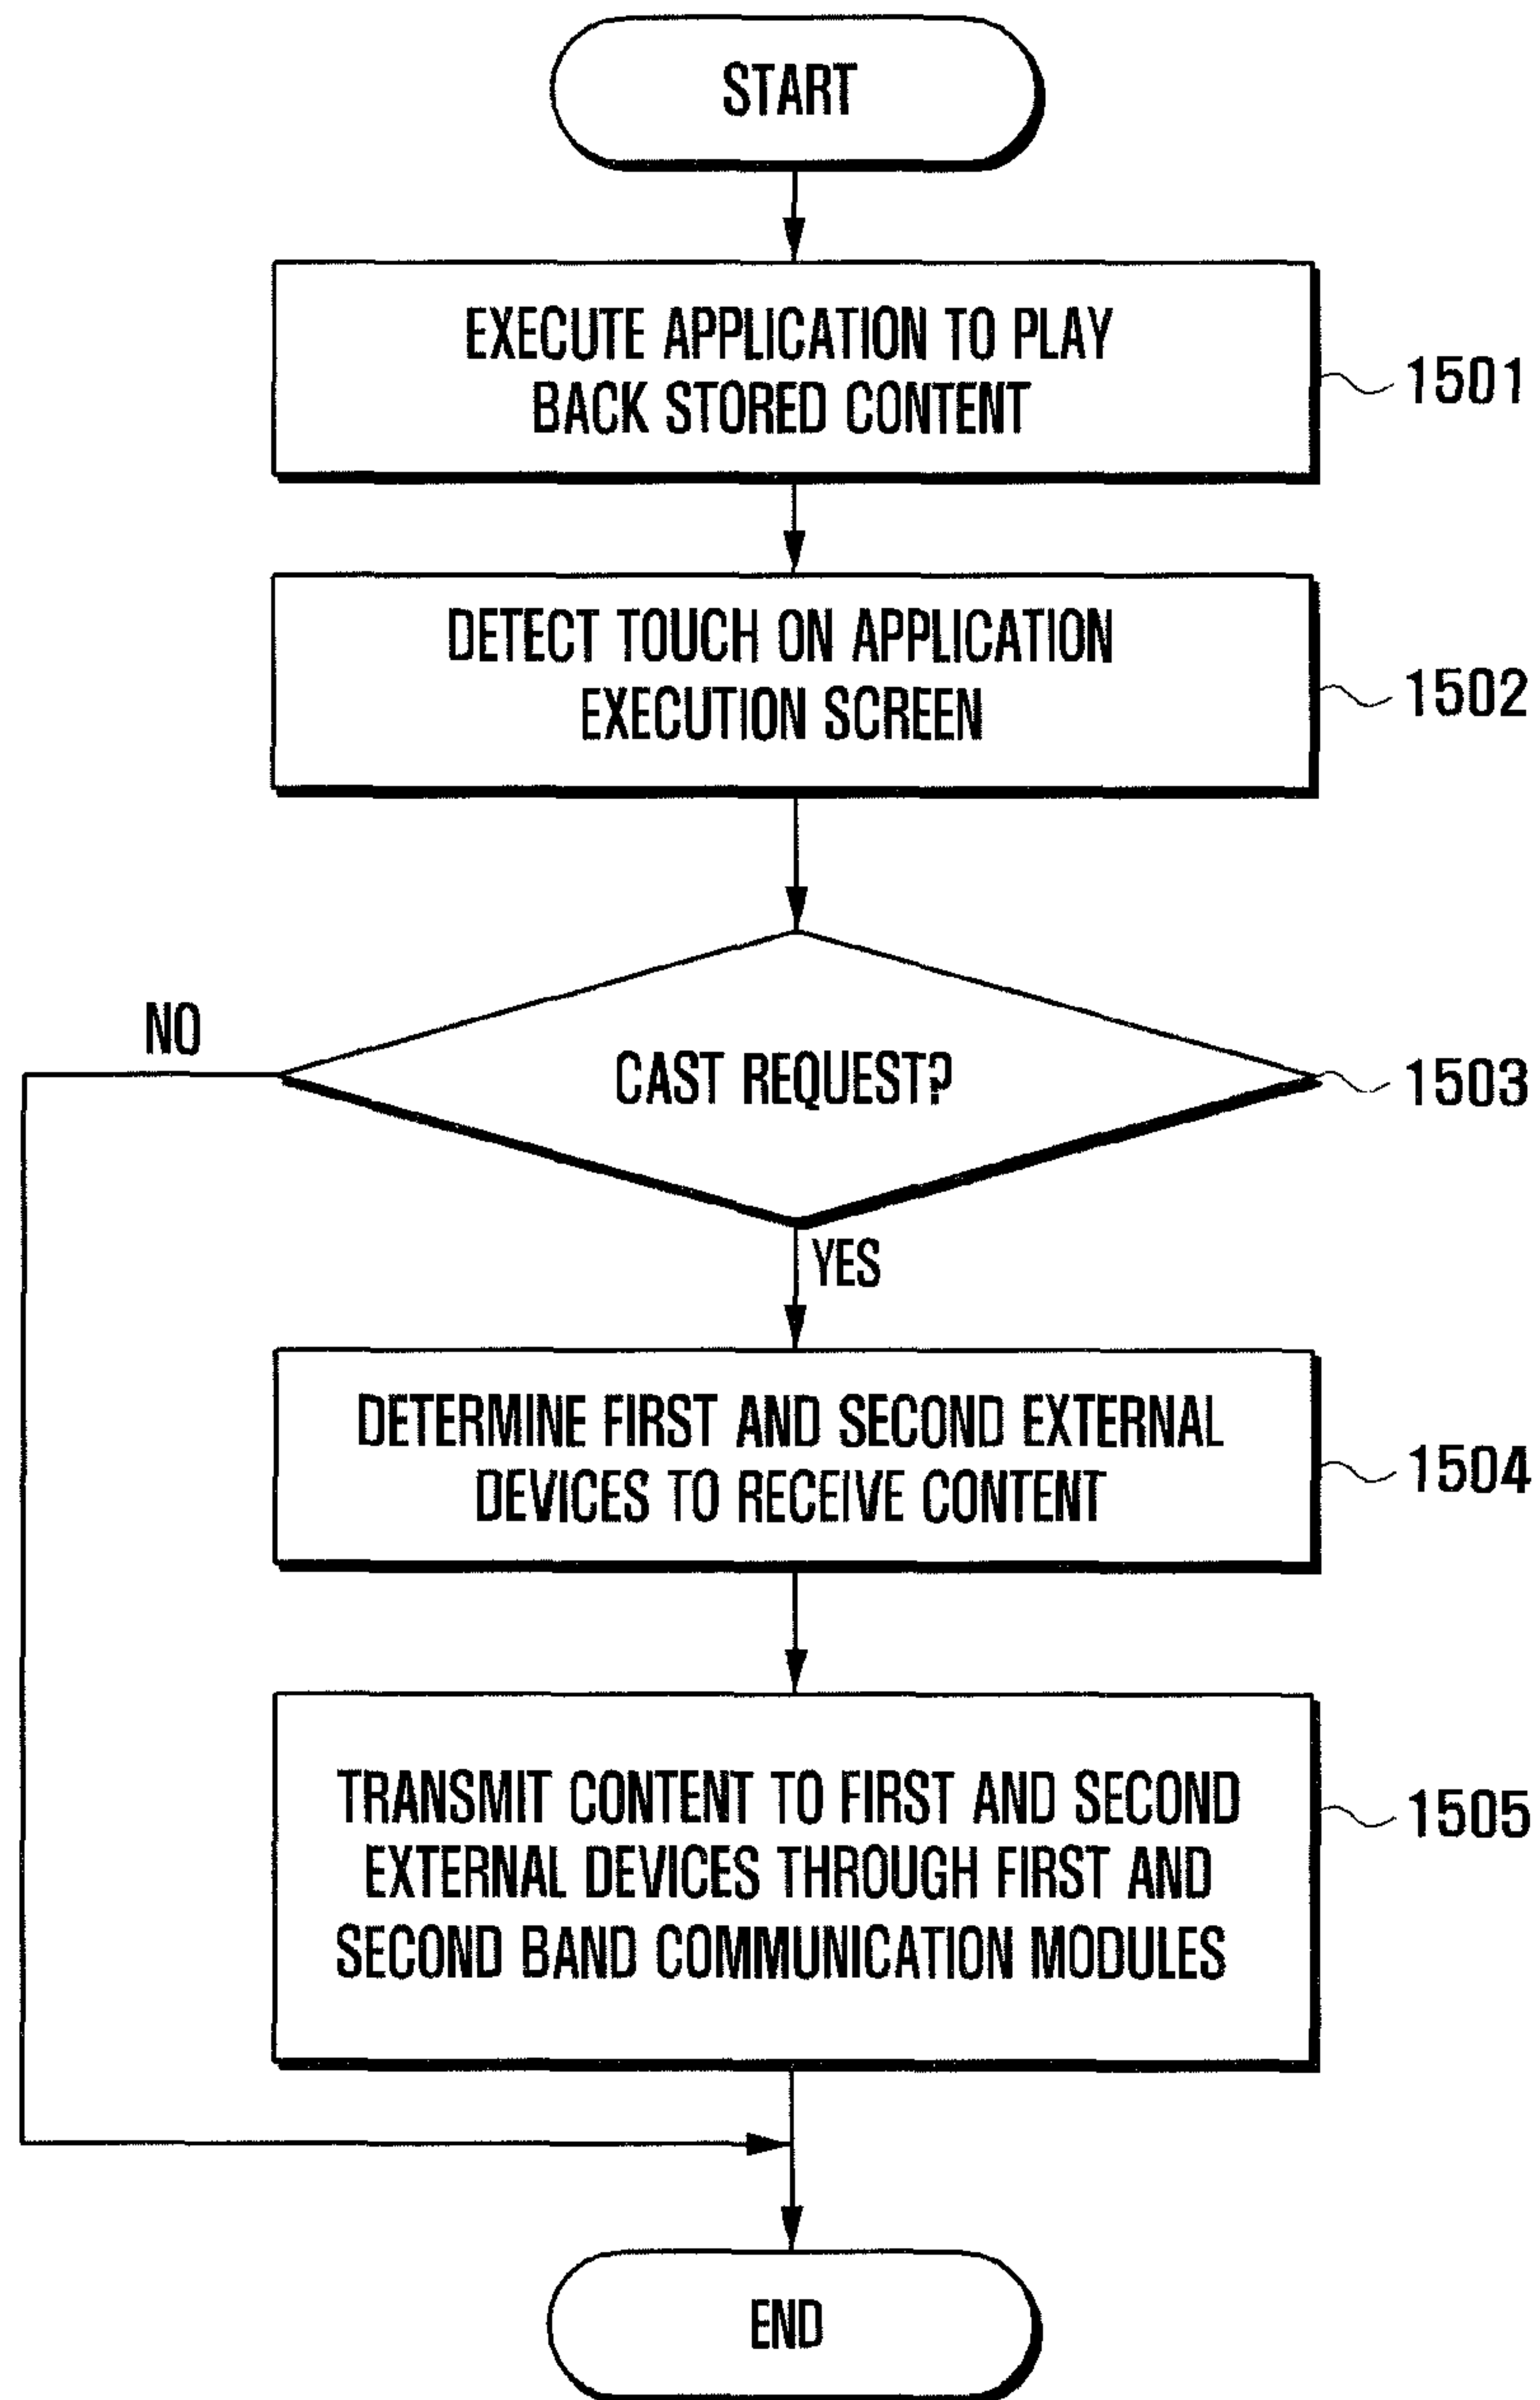 START
EXECUTE APPLICATION TO PLAY
BACK STORED CONTENT
1501
DETECT TOUCH ON APPLICATION
EXECUTION SCREEN
1502
NO
CAST REQUEST?
1503
YES
DETERMINE FIRST AND SECOND EXTERNAL
DEVICES TO RECEIVE CONTENT
1504
TRANSMIT CONTENT TO FIRST AND SECOND
EXTERNAL DEVICES THROUGH FIRST AND
SECOND BAND COMMUNICATION MODULES
1505
END